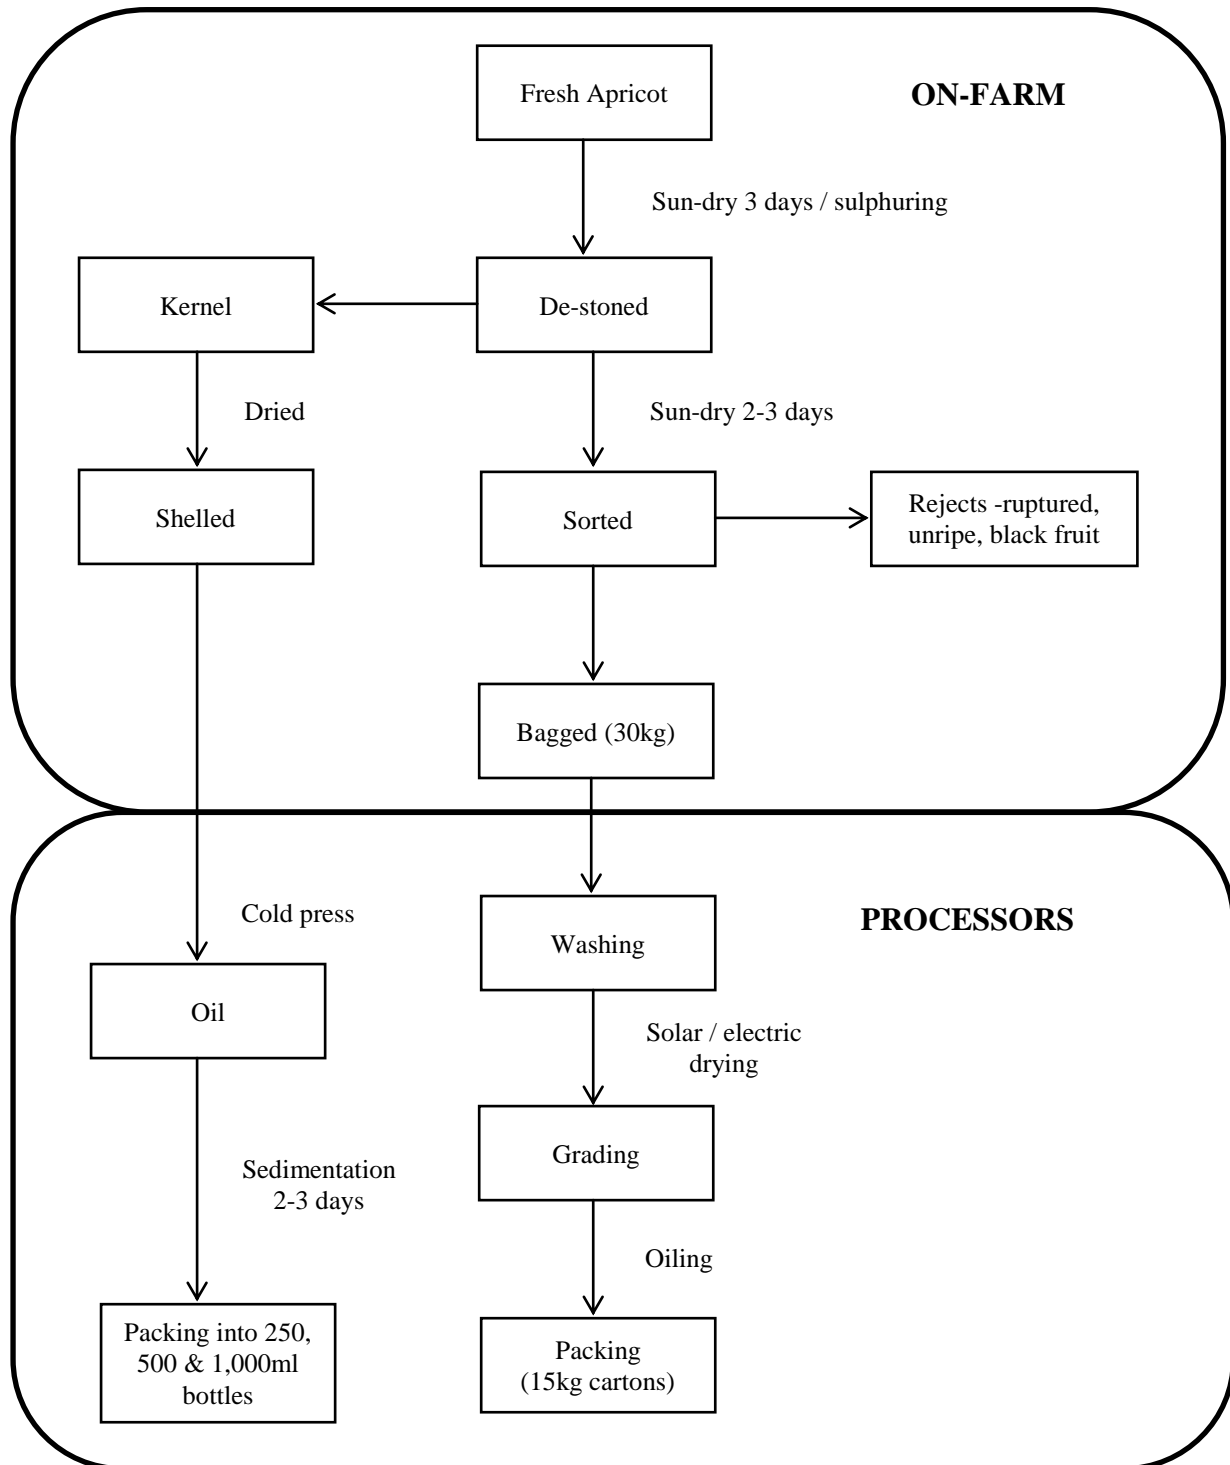 Fresh Apricot
ON-FARM
Sun-dry 3 days / sulphuring
Kernel
De-stoned
Dried
Sun-dry 2-3 days
Shelled
Sorted
Rejects -ruptured,
unripe, black fruit
Bagged (30kg)
Cold press
Washing
PROCESSORS
Oil
Solar / electric
drying
Grading
Sedimentation
2-3 days
Oiling
Packing into 250,
500 & 1,000ml
bottles
Packing
(15kg cartons)